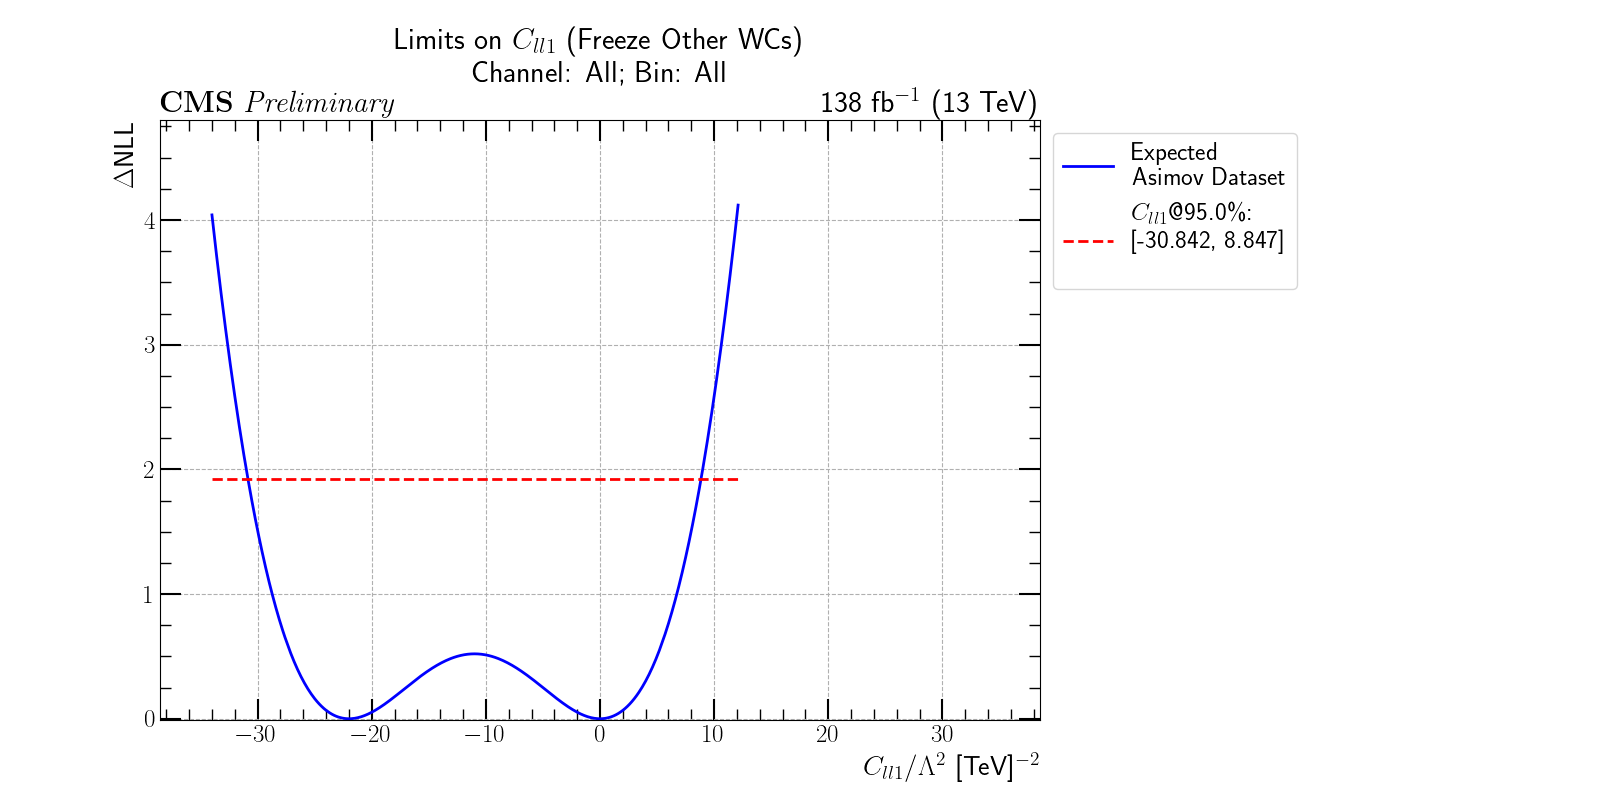 Limits on C_{ll1} (Freeze Other WCs)
Channel: All; Bin: All
CMS Preliminary
138 fb^{−1} (13 TeV)
ΔNLL
4
3
2
1
0
−30 −20 −10 0 10 20 30
C_{ll1}/Λ^{2} [TeV]^{−2}
Expected
Asimov Dataset
C_{ll1}@95.0%:
[-30.842, 8.847]